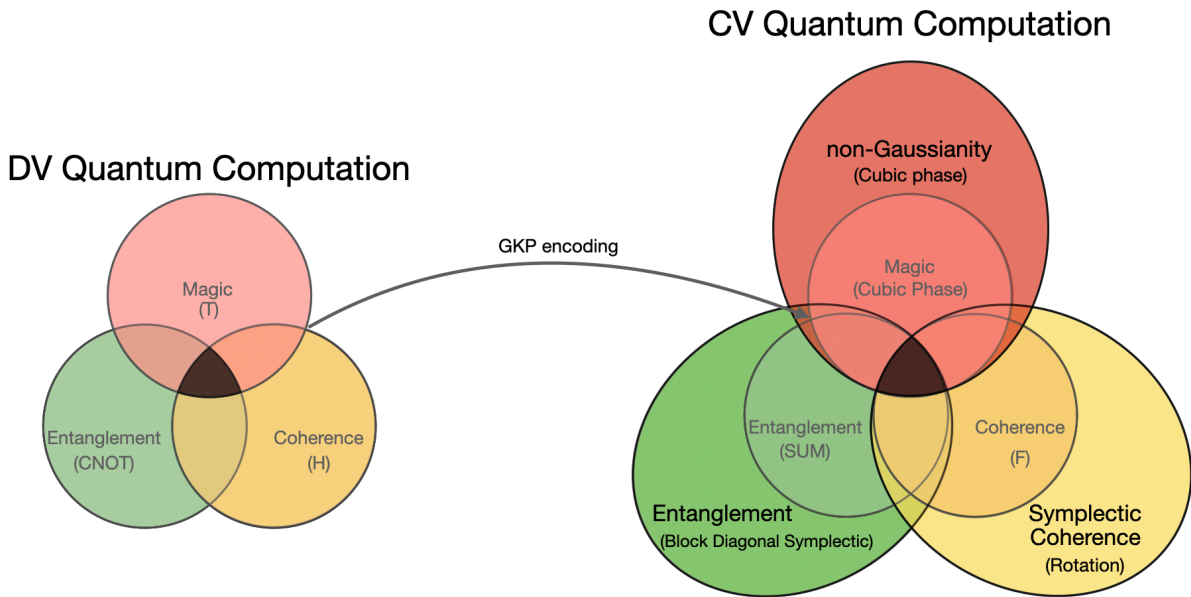 DV Quantum Computation
Magic
(T)
Entanglement
(CNOT)
Coherence
(H)
GKP encoding
CV Quantum Computation
non-Gaussianity
(Cubic phase)
Magic
(Cubic Phase)
Entanglement
(SUM)
Coherence
(F)
Entanglement
(Block Diagonal Symplectic)
Symplectic
Coherence
(Rotation)